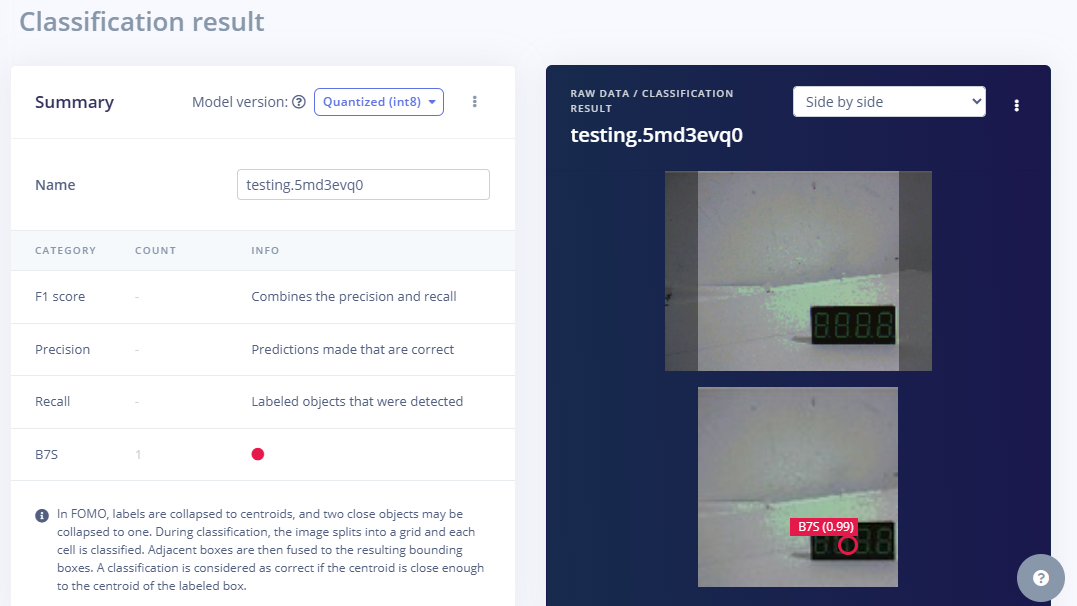 Classification result
Summary
Model version:
Quantized (int8)
Name
testing.5md3evq0
CATEGORY COUNT INFO
F1 score - Combines the precision and recall
Precision - Predictions made that are correct
Recall - Labeled objects that were detected
B7S 1
In FOMO, labels are collapsed to centroids, and two close objects may be
collapsed to one. During classification, the image splits into a grid and each
cell is classified. Adjacent boxes are then fused to the resulting bounding
boxes. A classification is considered as correct if the centroid is close enough
to the centroid of the labeled box.
RAW DATA / CLASSIFICATION
RESULT
Side by side
testing.5md3evq0
B7S (0.99)